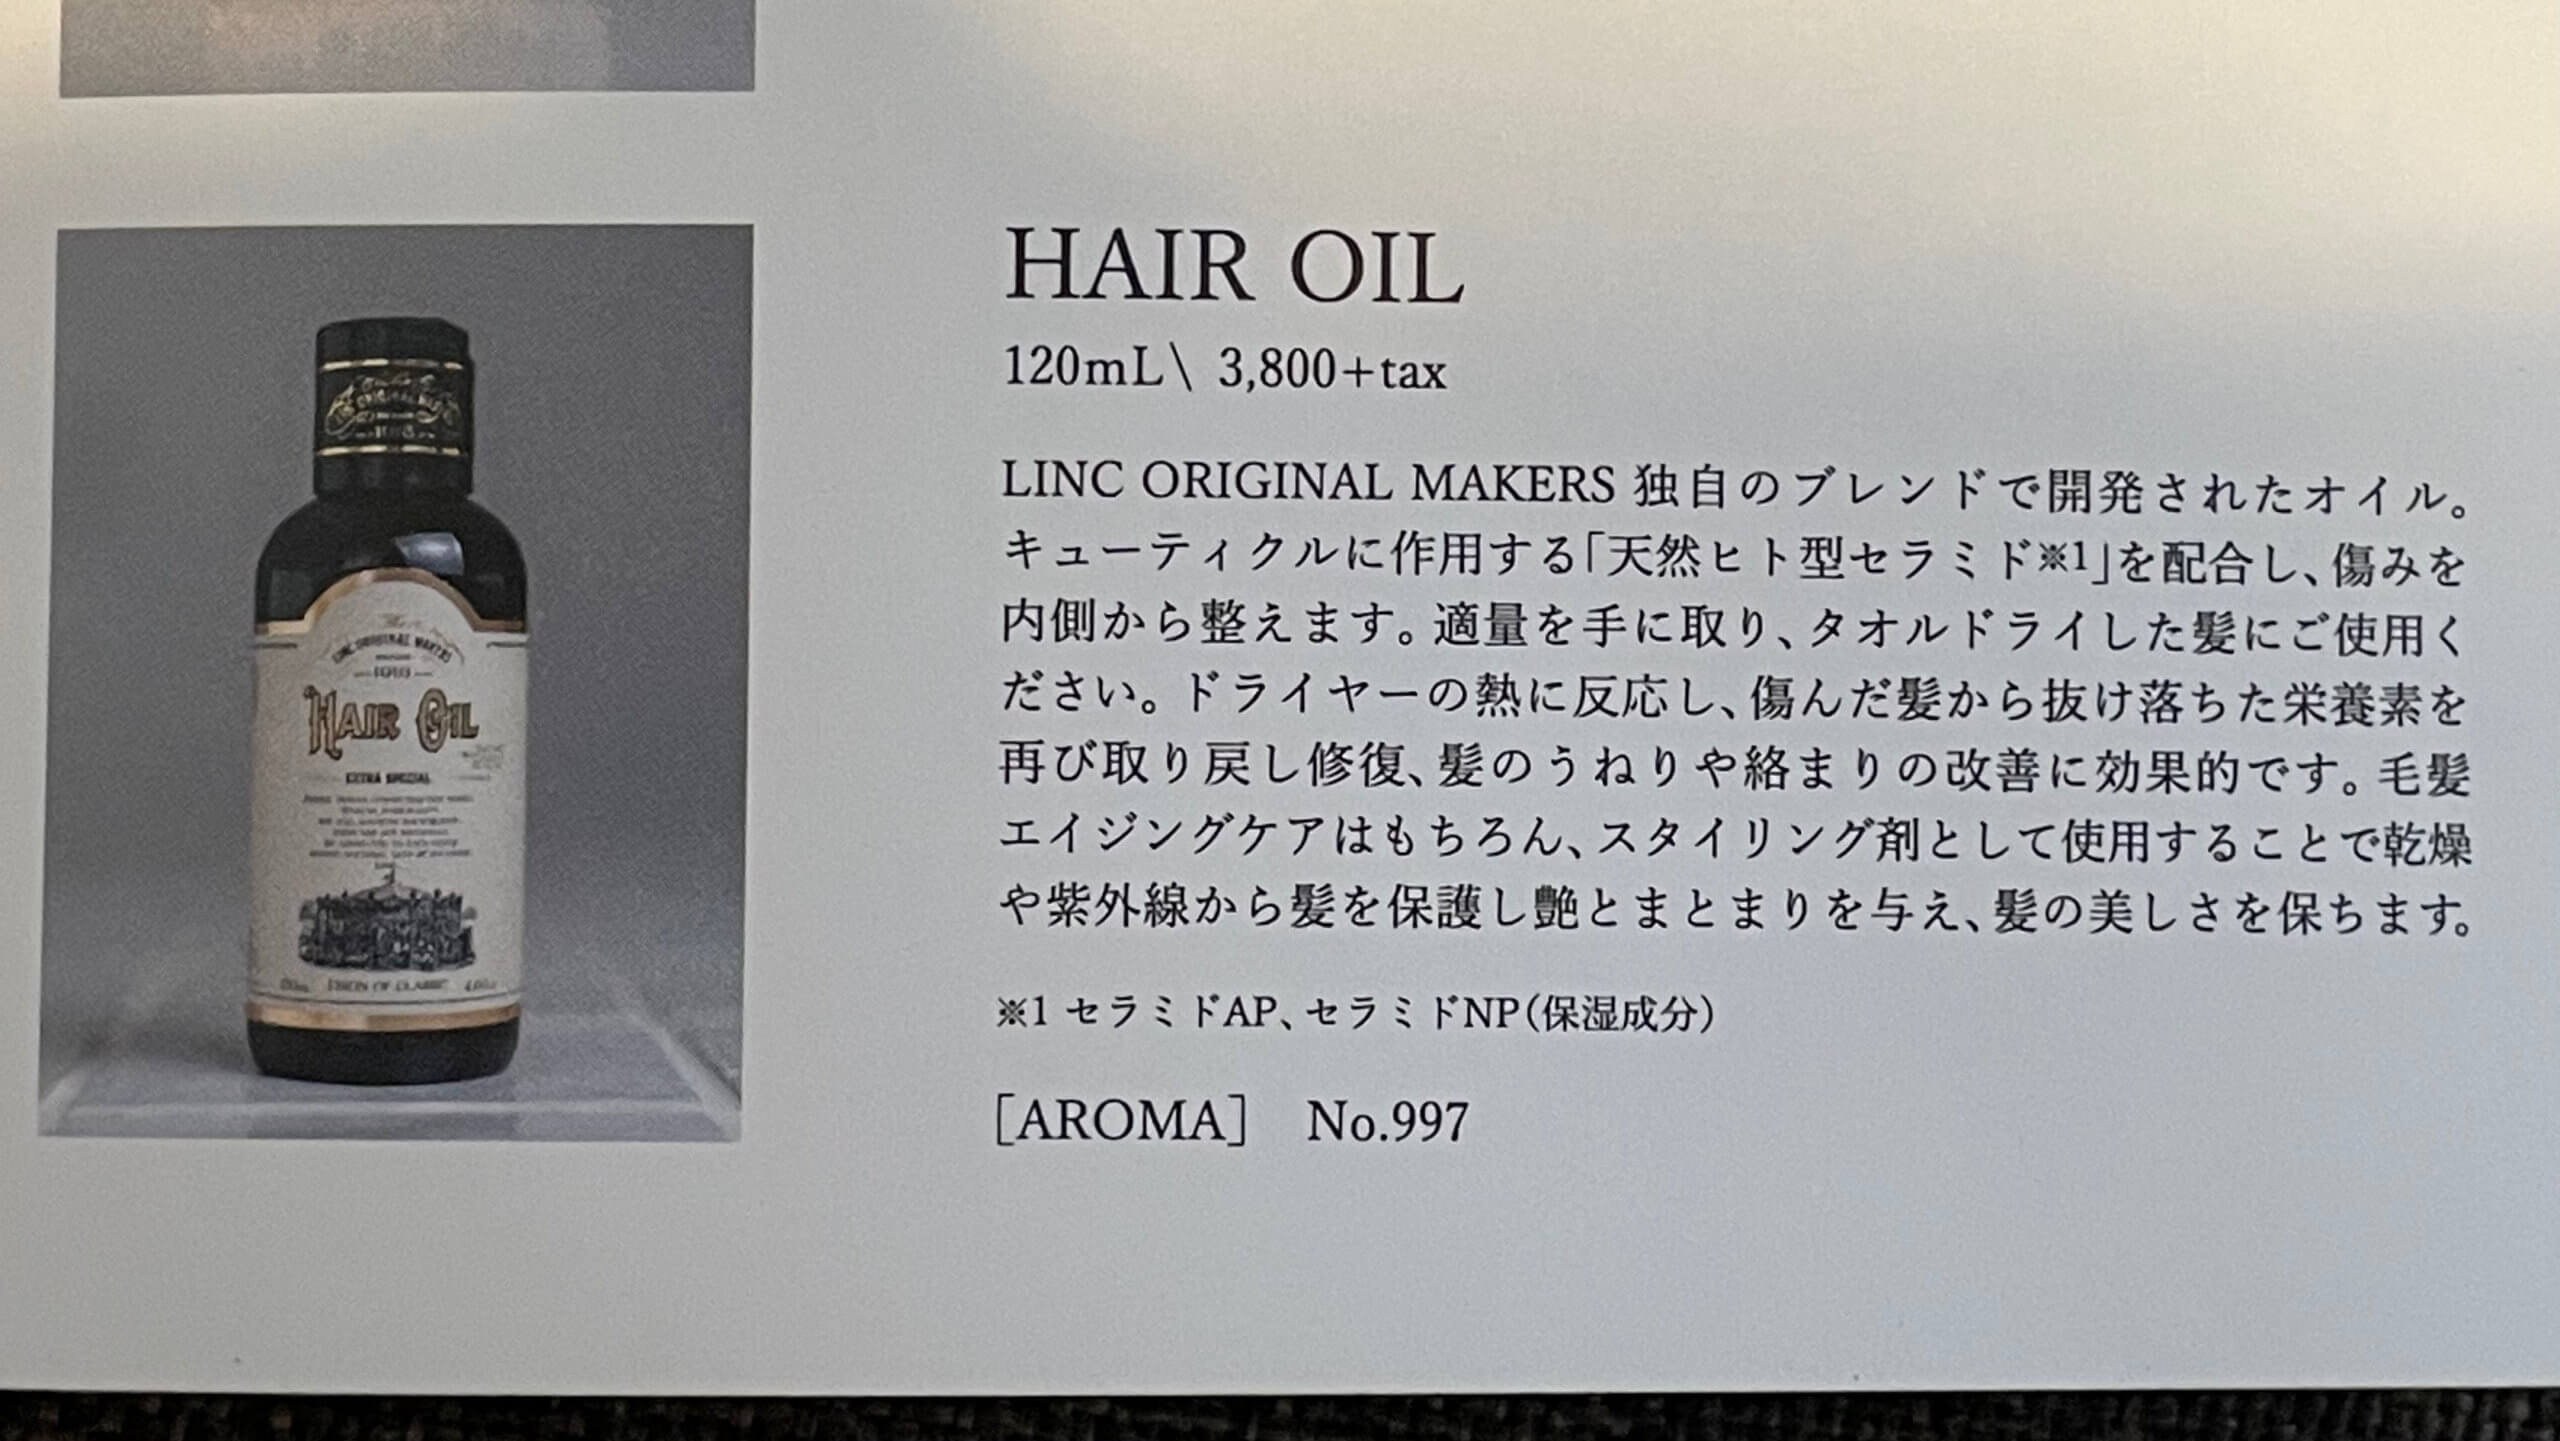 LINC ORIGINAL MAKERS
HAIR OIL
EXTRA SPECIAL
HAIR OIL
120mL\ 3,800+tax
LINC ORIGINAL MAKERS 独自のブレンドで開発されたオイル。
キューティクルに作用する「天然ヒト型セラミド※1」を配合し、傷みを
内側から整えます。適量を手に取り、タオルドライした髪にご使用く
ださい。ドライヤーの熱に反応し、傷んだ髪から抜け落ちた栄養素を
再び取り戻し修復、髪のうねりや絡まりの改善に効果的です。毛髪
エイジングケアはもちろん、スタイリング剤として使用することで乾燥
や紫外線から髪を保護し艶とまとまりを与え、髪の美しさを保ちます。
※1 セラミドAP、セラミドNP(保湿成分)
[AROMA] No.997